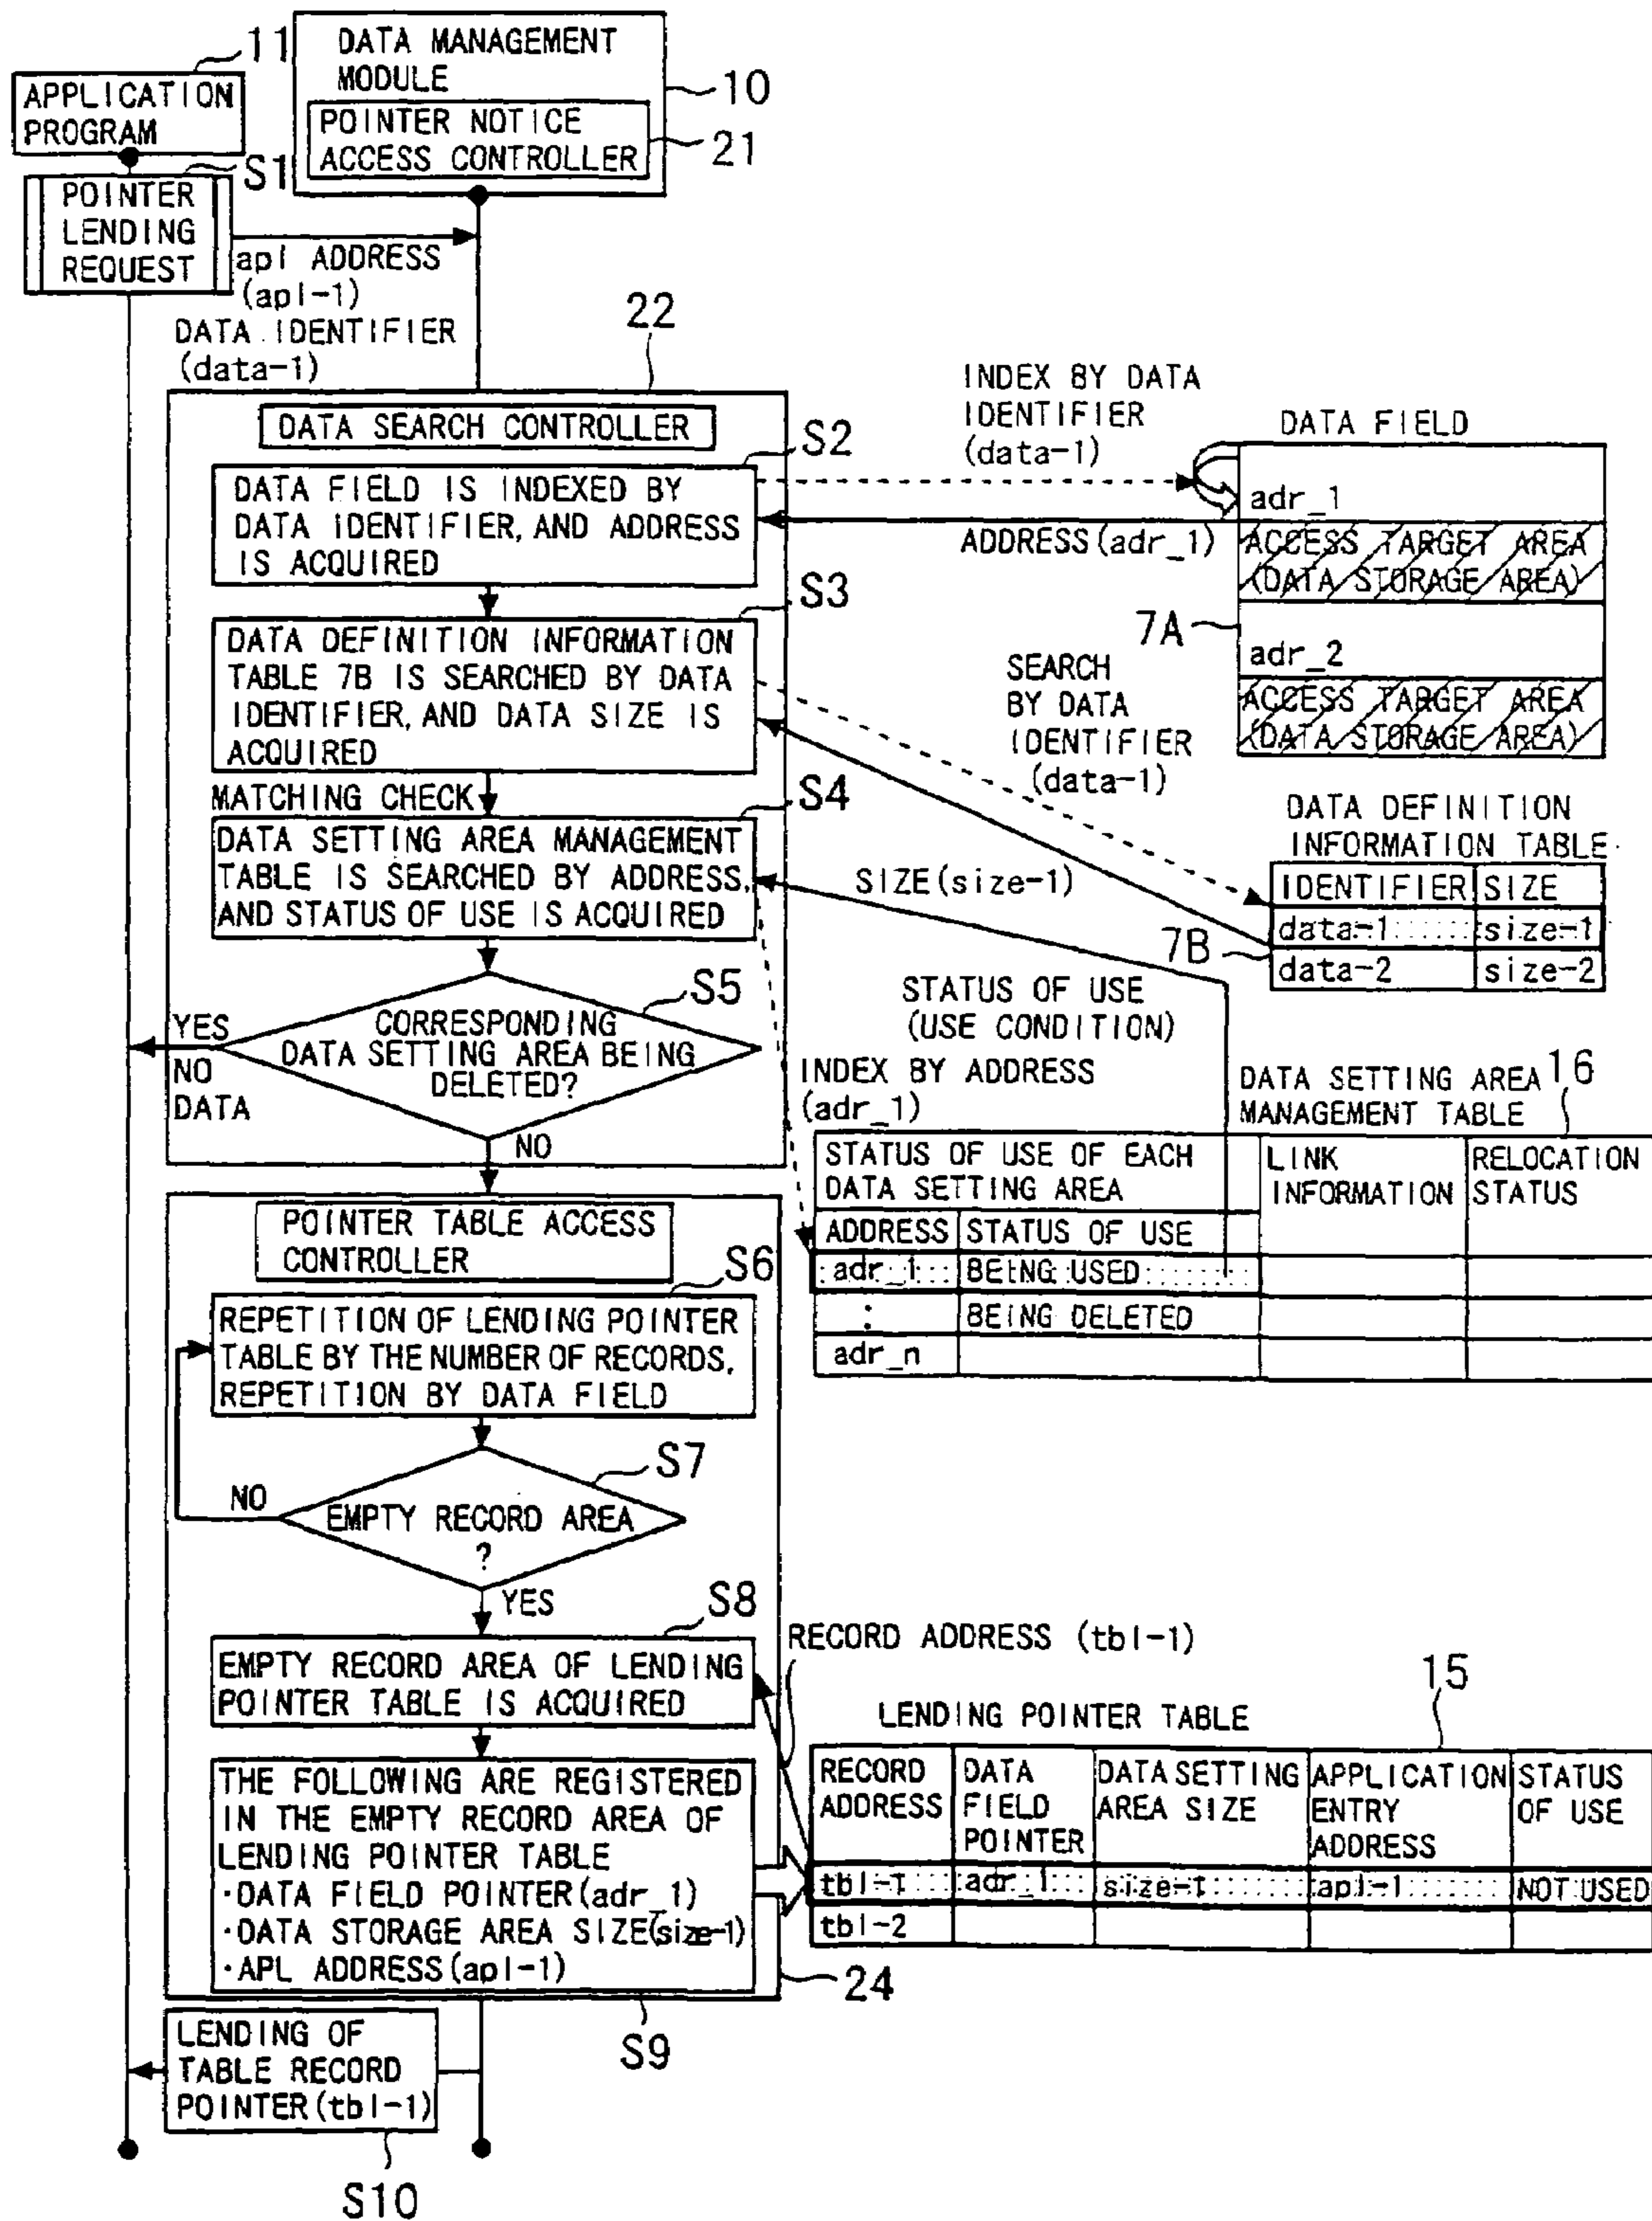 11
APPLICATION
PROGRAM
DATA MANAGEMENT
MODULE
10
POINTER NOTICE
ACCESS CONTROLLER
21
S1
POINTER
LENDING
REQUEST
apl ADDRESS
(apl-1)
DATA IDENTIFIER
(data-1)
22
DATA SEARCH CONTROLLER
S2
DATA FIELD IS INDEXED BY
DATA IDENTIFIER, AND ADDRESS
IS ACQUIRED
INDEX BY DATA
IDENTIFIER
(data-1)
DATA FIELD
adr_1
ADDRESS(adr_1)
ACCESS TARGET AREA
(DATA STORAGE AREA)
7A
adr_2
ACCESS TARGET AREA
(DATA STORAGE AREA)
S3
DATA DEFINITION INFORMATION
TABLE 7B IS SEARCHED BY DATA
IDENTIFIER, AND DATA SIZE IS
ACQUIRED
SEARCH
BY DATA
IDENTIFIER
(data-1)
MATCHING CHECK
S4
DATA SETTING AREA MANAGEMENT
TABLE IS SEARCHED BY ADDRESS,
AND STATUS OF USE IS ACQUIRED
SIZE(size-1)
DATA DEFINITION
INFORMATION TABLE
IDENTIFIER SIZE
data-1 size-1
7B
data-2 size-2
S5
CORRESPONDING
DATA SETTING AREA BEING
DELETED?
YES
NO
DATA
NO
STATUS OF USE
(USE CONDITION)
INDEX BY ADDRESS
(adr_1)
DATA SETTING AREA
MANAGEMENT TABLE
16
STATUS OF USE OF EACH
DATA SETTING AREA
LINK
INFORMATION
RELOCATION
STATUS
ADDRESS STATUS OF USE
adr_1 BEING USED
: BEING DELETED
adr_n
POINTER TABLE ACCESS
CONTROLLER
S6
REPETITION OF LENDING POINTER
TABLE BY THE NUMBER OF RECORDS,
REPETITION BY DATA FIELD
S7
NO
EMPTY RECORD AREA
?
YES
S8
EMPTY RECORD AREA OF LENDING
POINTER TABLE IS ACQUIRED
RECORD ADDRESS (tbl-1)
THE FOLLOWING ARE REGISTERED
IN THE EMPTY RECORD AREA OF
LENDING POINTER TABLE
·DATA FIELD POINTER(adr_1)
·DATA STORAGE AREA SIZE(size-1)
·APL ADDRESS(apl-1)
24
S9
LENDING POINTER TABLE
15
RECORD
ADDRESS
DATA
FIELD
POINTER
DATA SETTING
AREA SIZE
APPLICATION
ENTRY
ADDRESS
STATUS
OF USE
tbl-1 adr_1 size-1 apl-1 NOT USED
tbl-2
LENDING OF
TABLE RECORD
POINTER(tbl-1)
S10